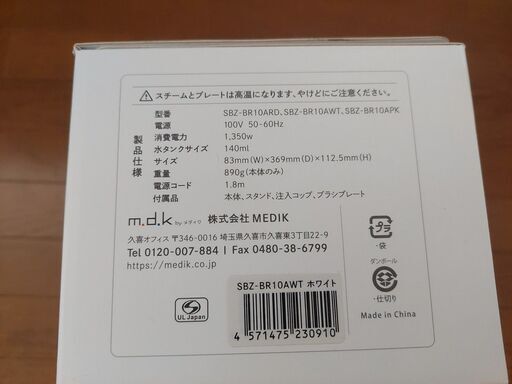 スチームとプレートは高温になります、やけどにご注意ください。
製品仕様
型番 SBZ-BR10ARD、SBZ-BR10AWT、SBZ-BR10APK
電源 100V 50-60Hz
消費電力 1,350w
水タンクサイズ 140ml
サイズ 83mm(W)×369mm(D)×112.5mm(H)
重量 890g(本体のみ)
電源コード 1.8m
付属品 本体、スタンド、注入コップ、ブラシプレート
m.d.k by メディク 株式会社 MEDIK
久喜オフィス 〒346-0016 埼玉県久喜市久喜東3丁目22-9
Tel 0120-007-884 | Fax 0480-38-6799
https://medik.co.jp/
プラ
・袋
ダンボール
・仕切り
Made in China
S
UL Japan
SBZ-BR10AWT ホワイト
4 571475 230910